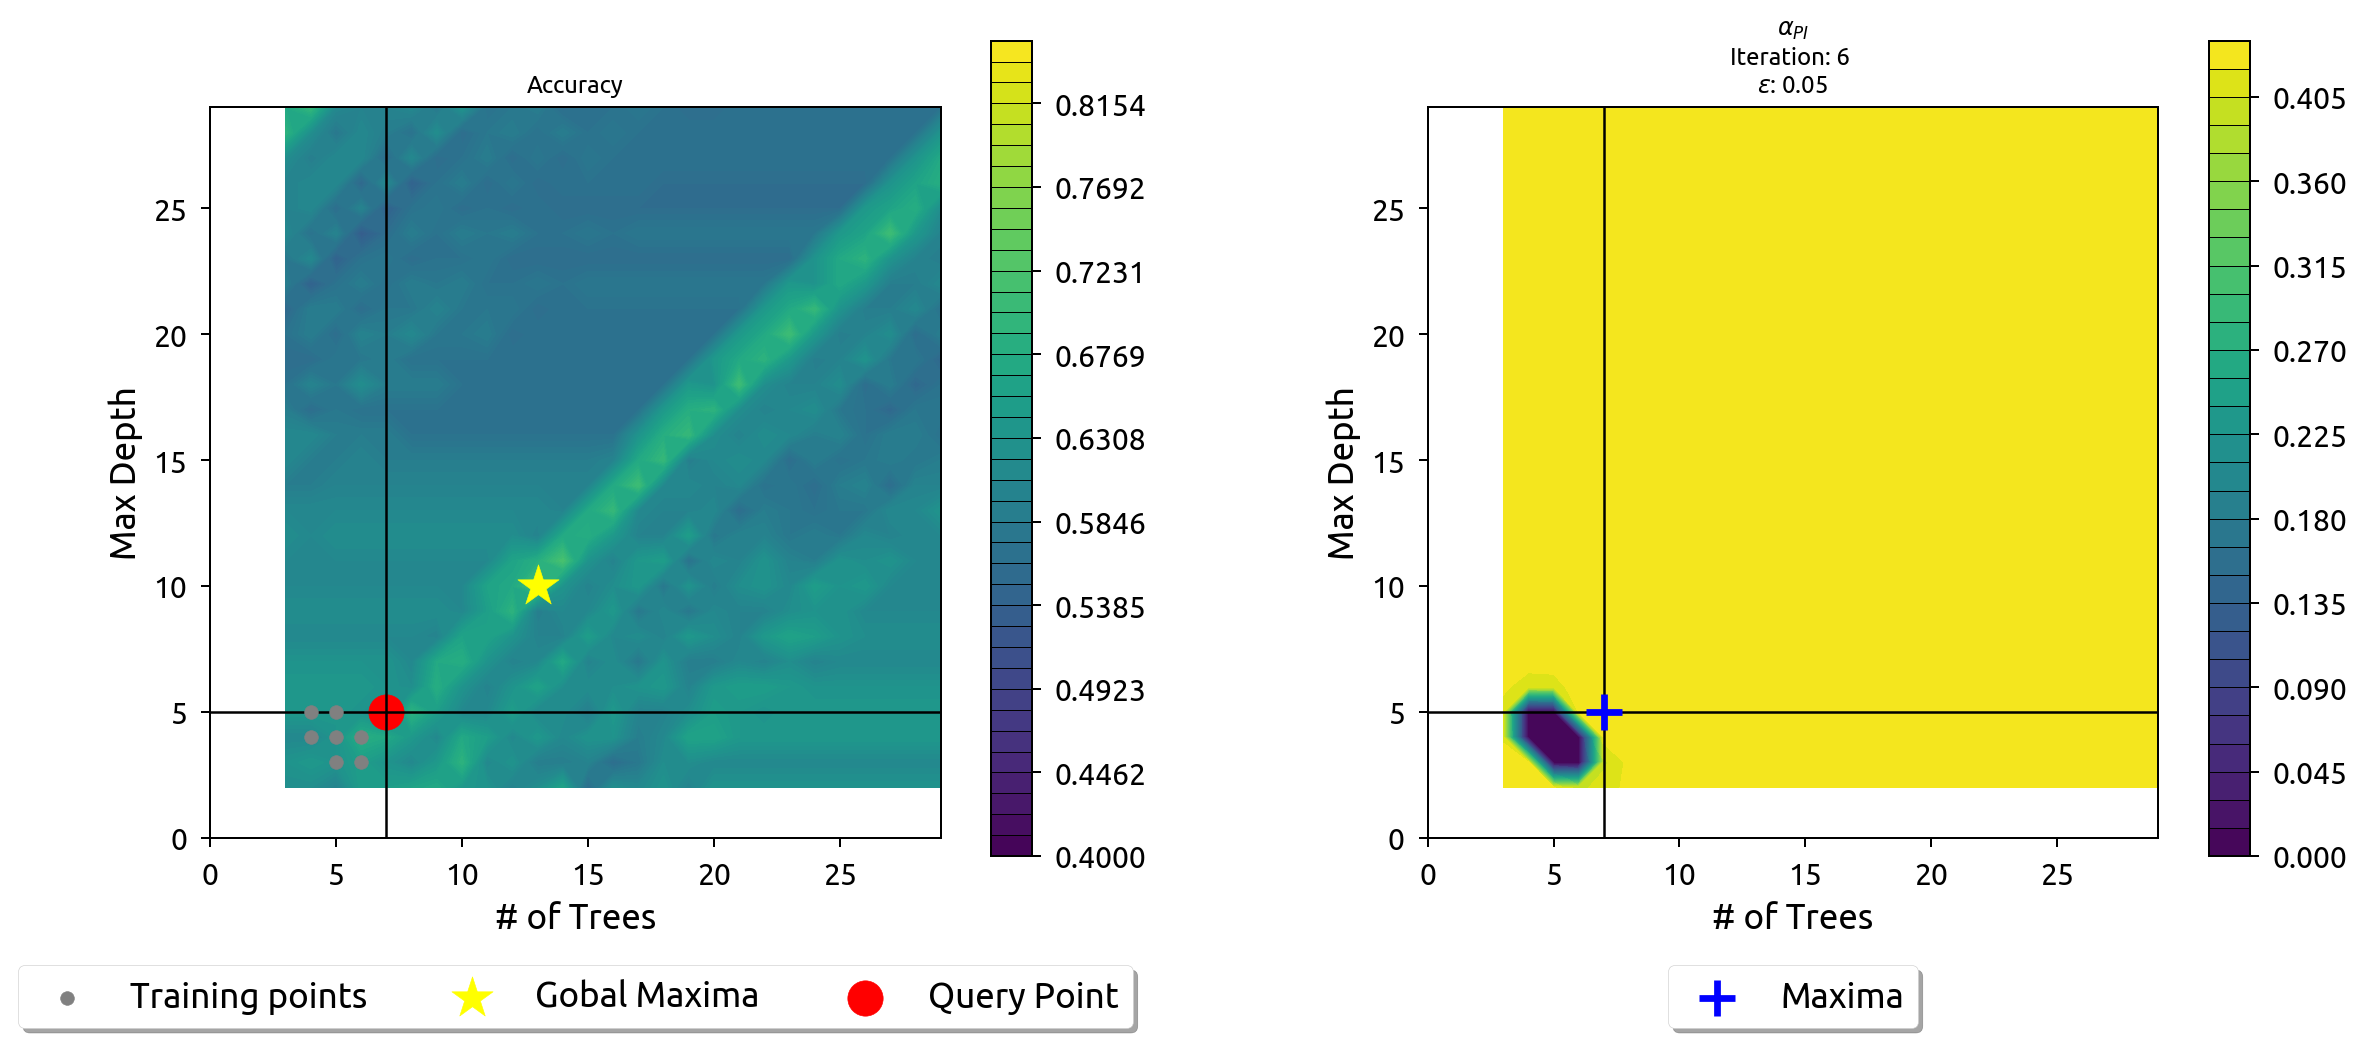 Accuracy
Max Depth
25
20
15
10
5
0
0 5 10 15 20 25
# of Trees
0.8154
0.7692
0.7231
0.6769
0.6308
0.5846
0.5385
0.4923
0.4462
0.4000
Training points
Gobal Maxima
Query Point
α_PI
Iteration: 6
ε: 0.05
Max Depth
25
20
15
10
5
0
0 5 10 15 20 25
# of Trees
0.405
0.360
0.315
0.270
0.225
0.180
0.135
0.090
0.045
0.000
Maxima